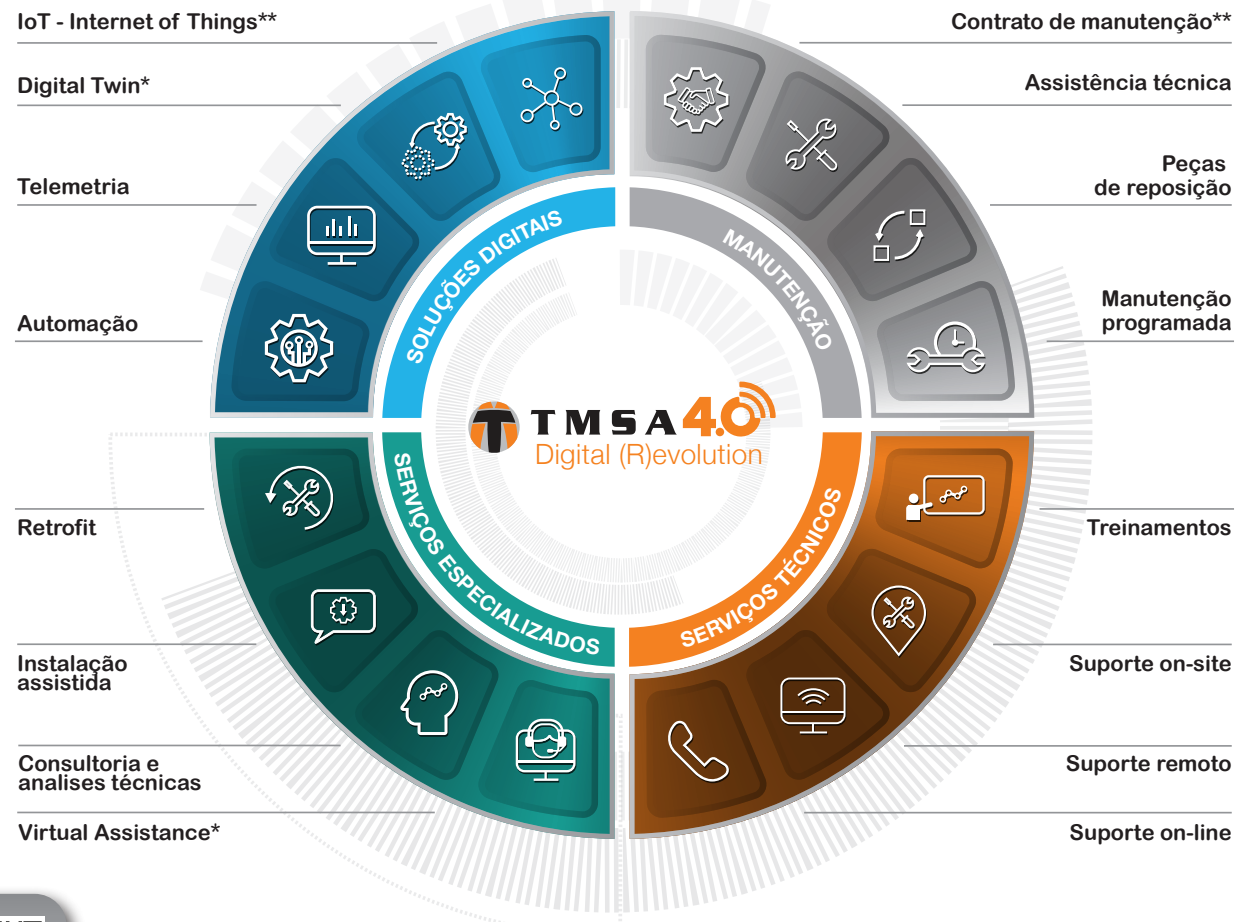 IoT - Internet of Things**
Digital Twin*
Telemetria
Automação
Retrofit
Instalação
assistida
Consultoria e
analises técnicas
Virtual Assistance*
Contrato de manutenção**
Assistência técnica
Peças
de reposição
Manutenção
programada
Treinamentos
Suporte on-site
Suporte remoto
Suporte on-line
SOLUÇÕES DIGITAIS
MANUTENÇÃO
SERVIÇOS ESPECIALIZADOS
SERVIÇOS TÉCNICOS
TMSA 4.0
Digital (R)evolution